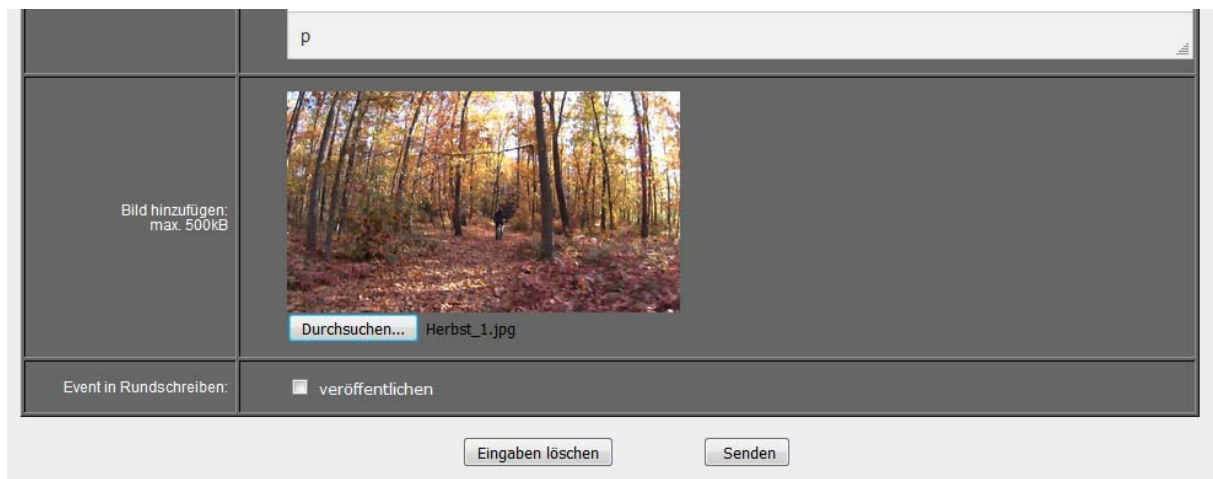 p
Bild hinzufügen:
max. 500kB
Durchsuchen... Herbst_1.jpg
Event in Rundschreiben: veröffentlichen
Eingaben löschen Senden